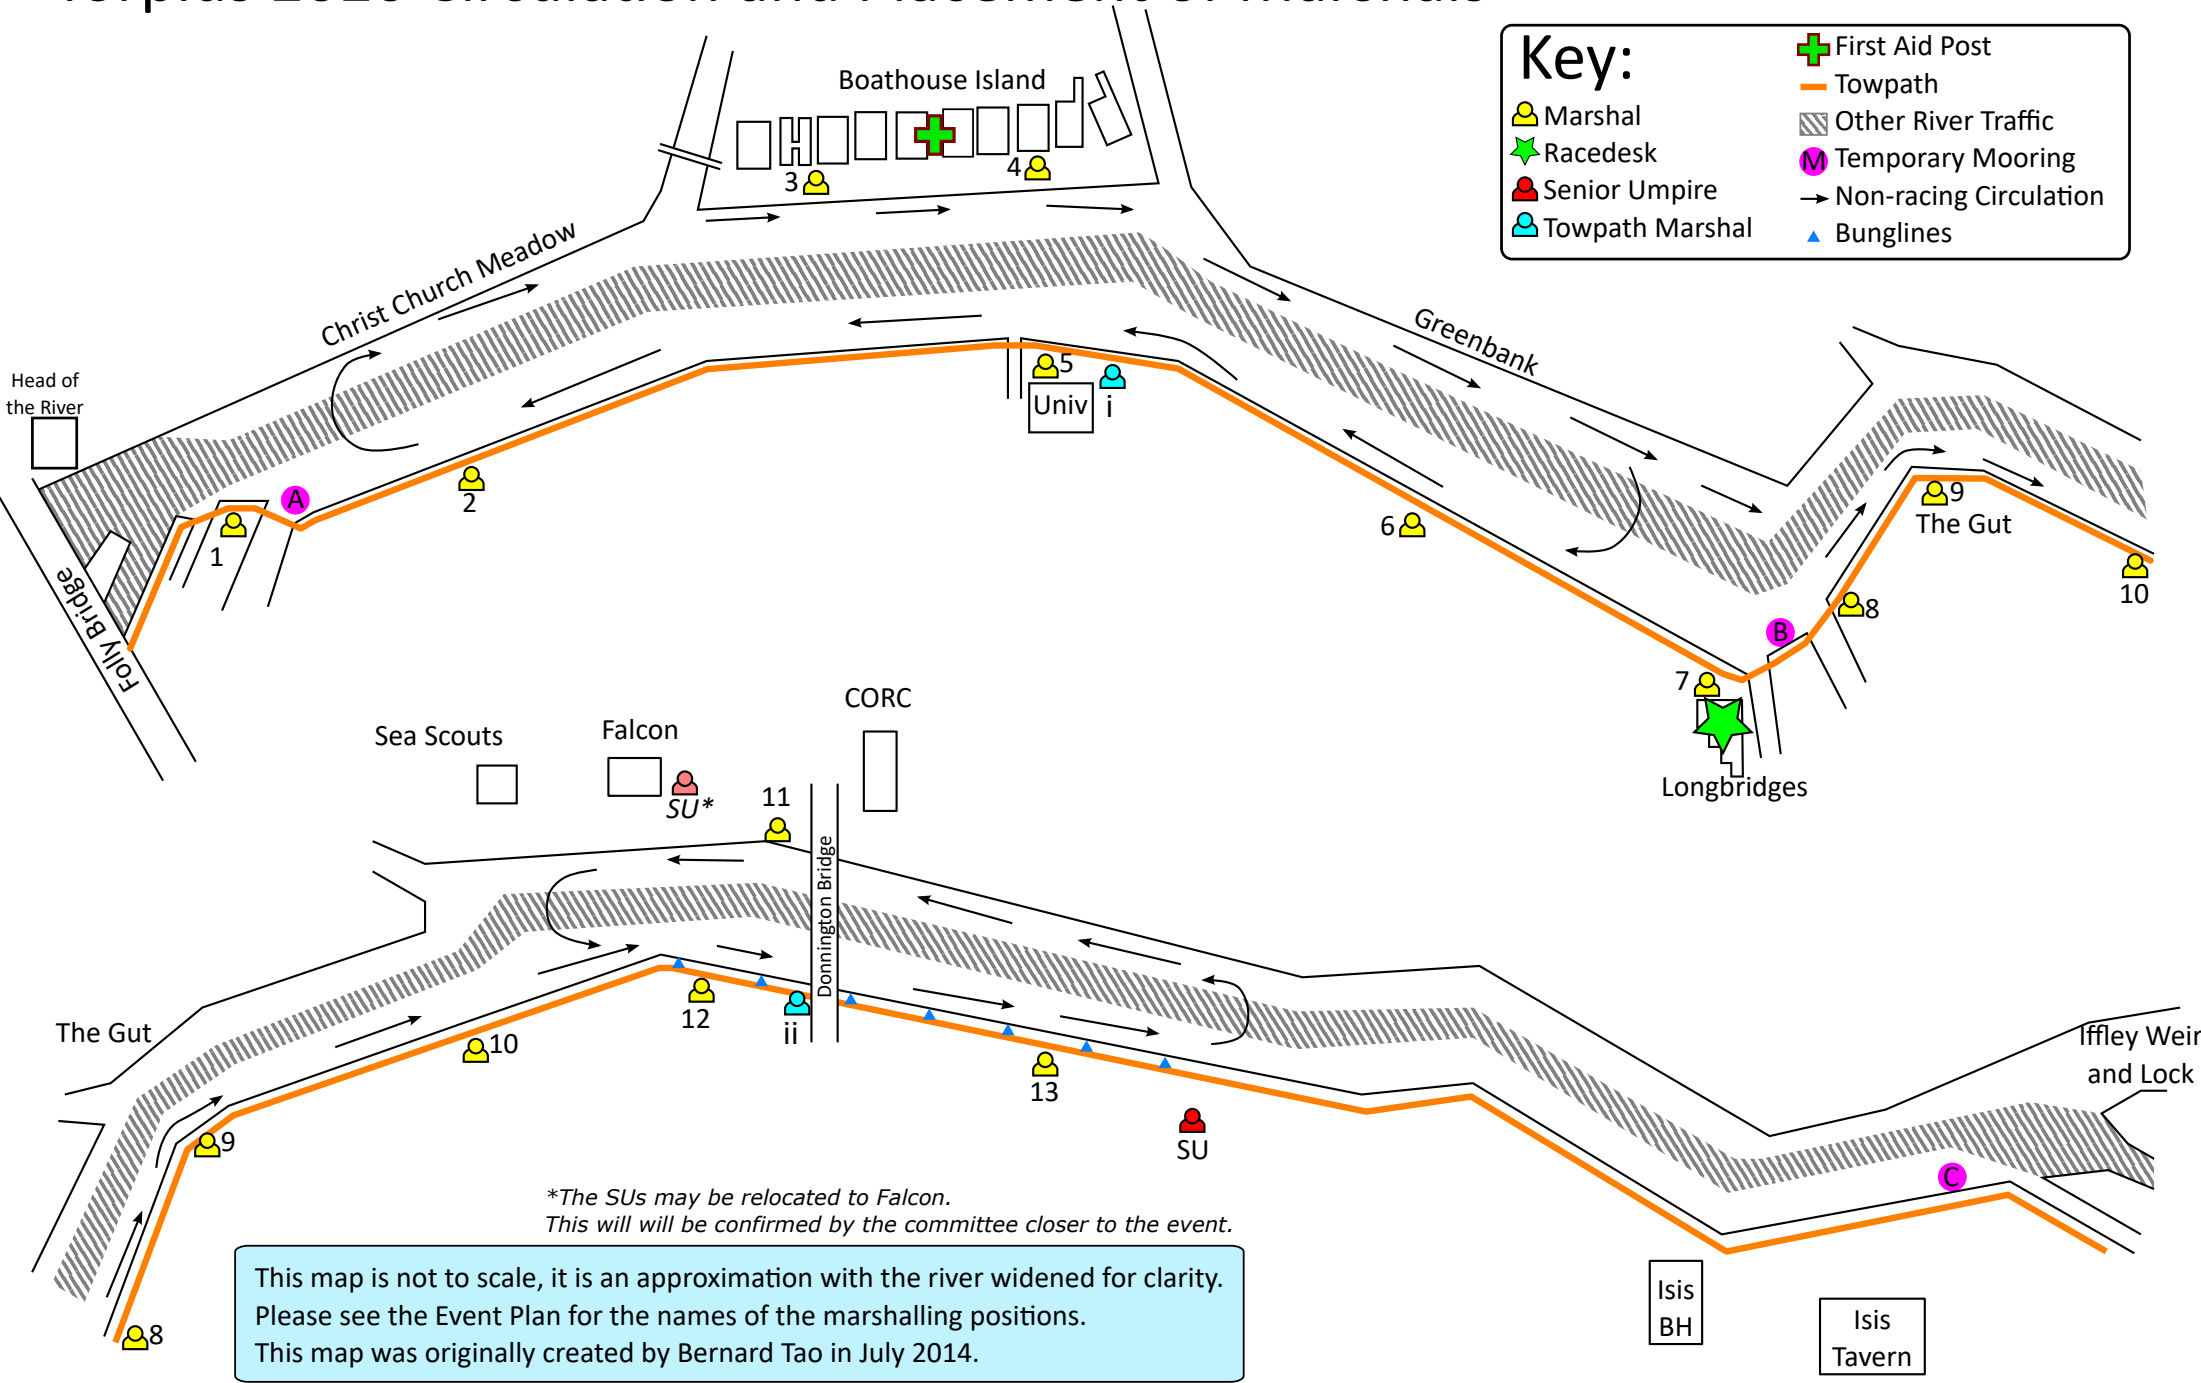 Key:
Marshal
Racedesk
Senior Umpire
Towpath Marshal
First Aid Post
Towpath
Other River Traffic
M Temporary Mooring
Non-racing Circulation
Bunglines
Boathouse Island
3
4
Christ Church Meadow
Greenbank
Head of
the River
5
Univ
i
A
1
2
6
9
The Gut
10
8
B
7
Folly Bridge
Longbridges
CORC
Sea Scouts
Falcon
SU*
11
Donnington Bridge
The Gut
12
ii
10
13
9
SU
8
Iffley Weir
and Lock
C
*The SUs may be relocated to Falcon.
This will will be confirmed by the committee closer to the event.
This map is not to scale, it is an approximation with the river widened for clarity.
Please see the Event Plan for the names of the marshalling positions.
This map was originally created by Bernard Tao in July 2014.
Isis
BH
Isis
Tavern